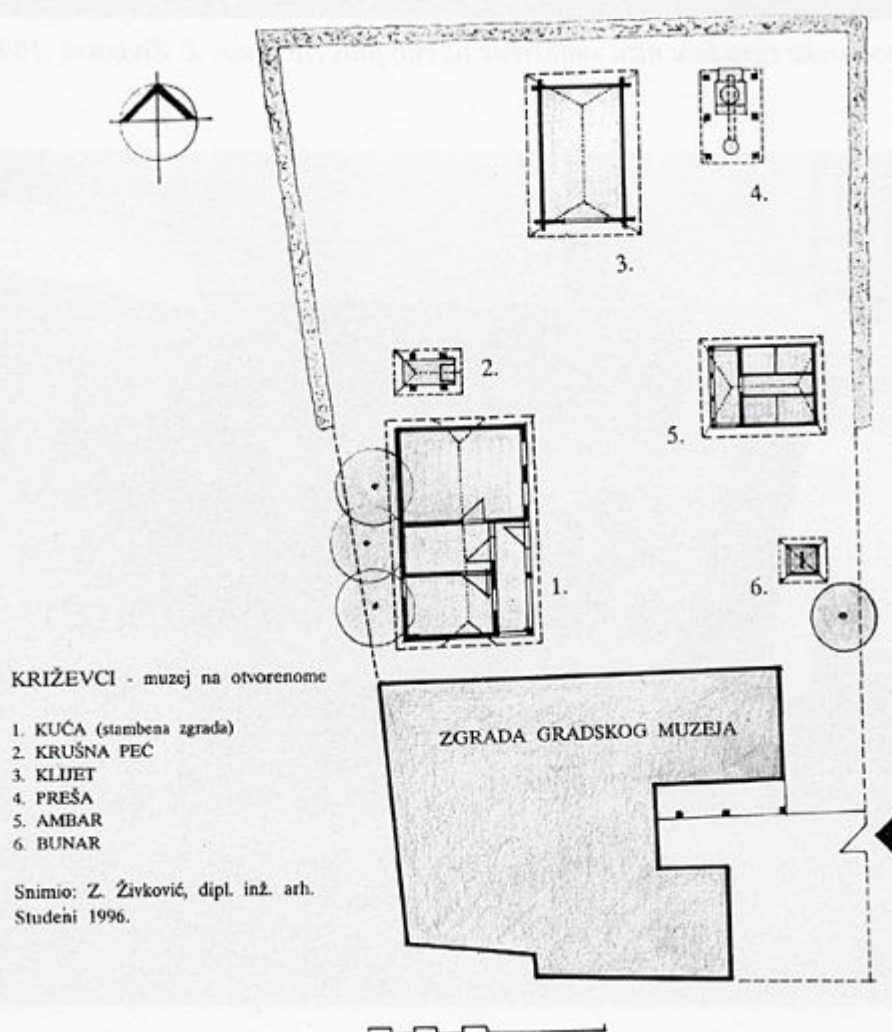 4.
3.
2.
5.
1.
6.
KRIŽEVCI - muzej na otvorenome
ZGRADA GRADSKOG MUZEJA
1. KUĆA (stambena zgrada)
2. KRUŠNA PEĆ
3. KLIJET
4. PREŠA
5. AMBAR
6. BUNAR
Snimio: Z. Živković, dipl. inž. arh.
Studeni 1996.